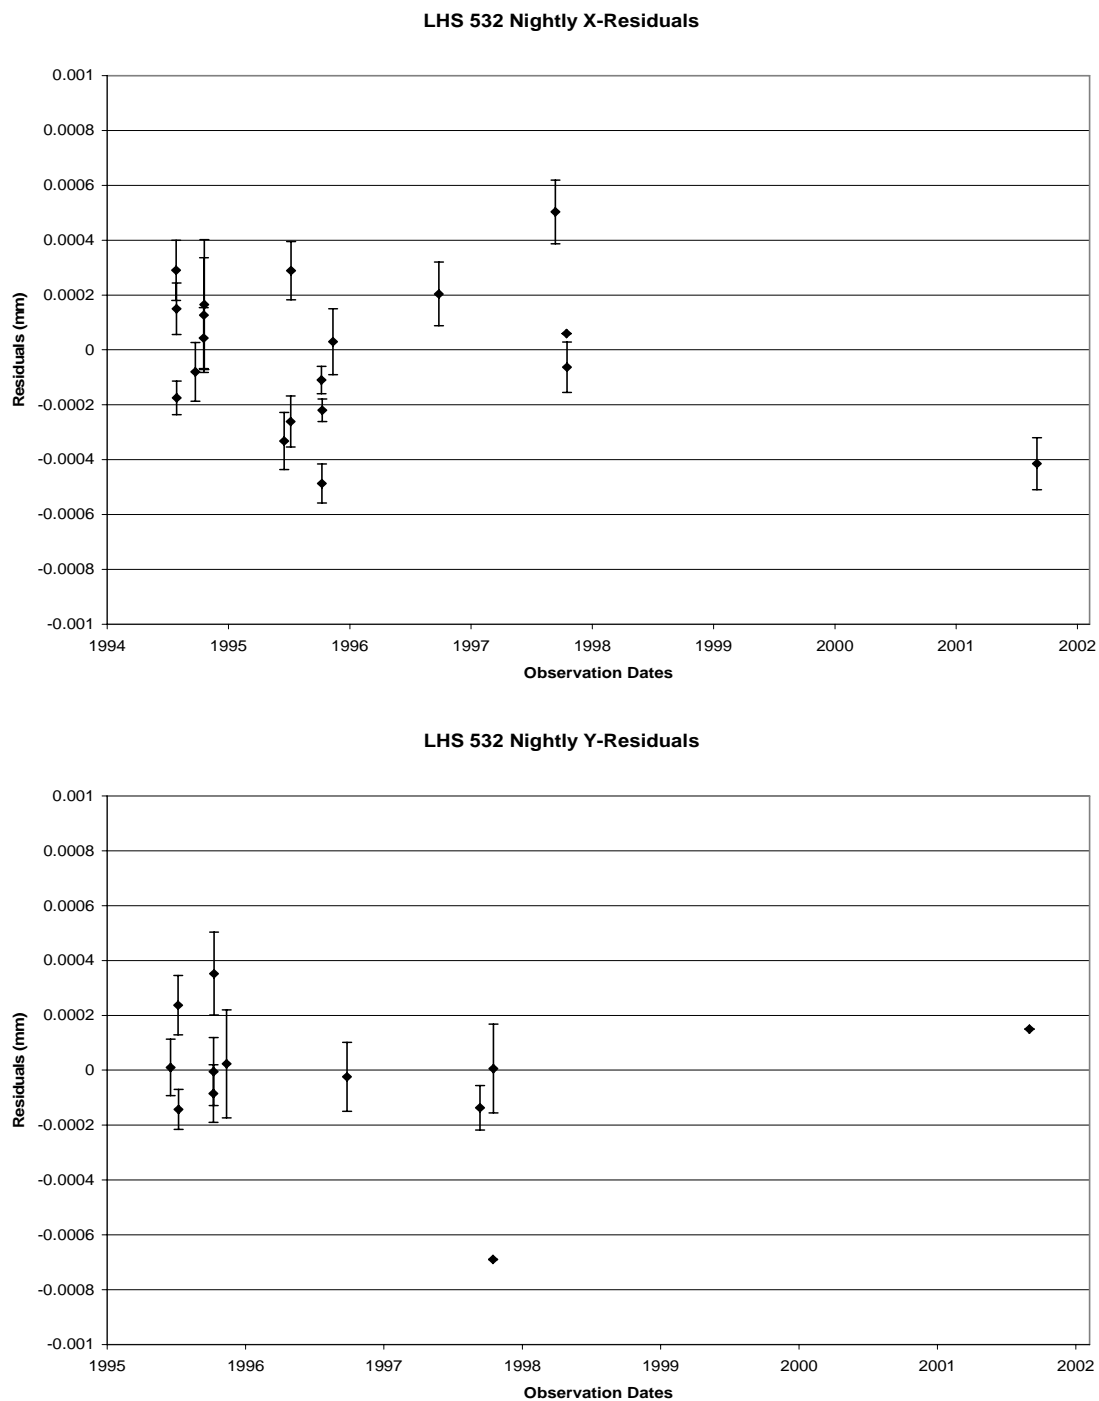 LHS 532 Nightly X-Residuals
0.001
0.0008
0.0006
0.0004
0.0002
0
-0.0002
-0.0004
-0.0006
-0.0008
-0.001
Residuals (mm)
1994 1995 1996 1997 1998 1999 2000 2001 2002
Observation Dates
LHS 532 Nightly Y-Residuals
0.001
0.0008
0.0006
0.0004
0.0002
0
-0.0002
-0.0004
-0.0006
-0.0008
-0.001
Residuals (mm)
1995 1996 1997 1998 1999 2000 2001 2002
Observation Dates